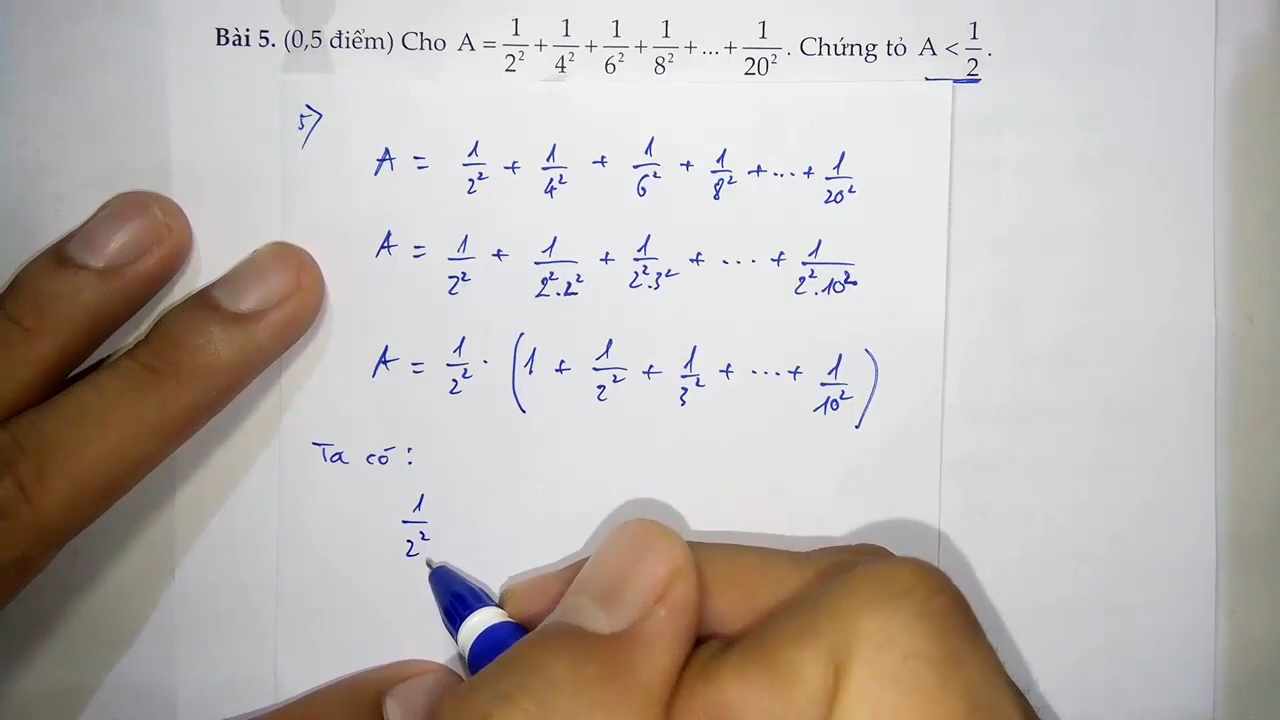 Bài 5. (0,5 điểm) Cho A = 1/2² + 1/4² + 1/6² + 1/8² + ... + 1/20². Chứng tỏ A < 1/2.
5)
A = 1/2² + 1/4² + 1/6² + 1/8² + ... + 1/20²
A = 1/2² + 1/2².2² + 1/2².3² + ... + 1/2².10²
A = 1/2² . (1 + 1/2² + 1/3² + ... + 1/10²)
Ta có:
1/2²